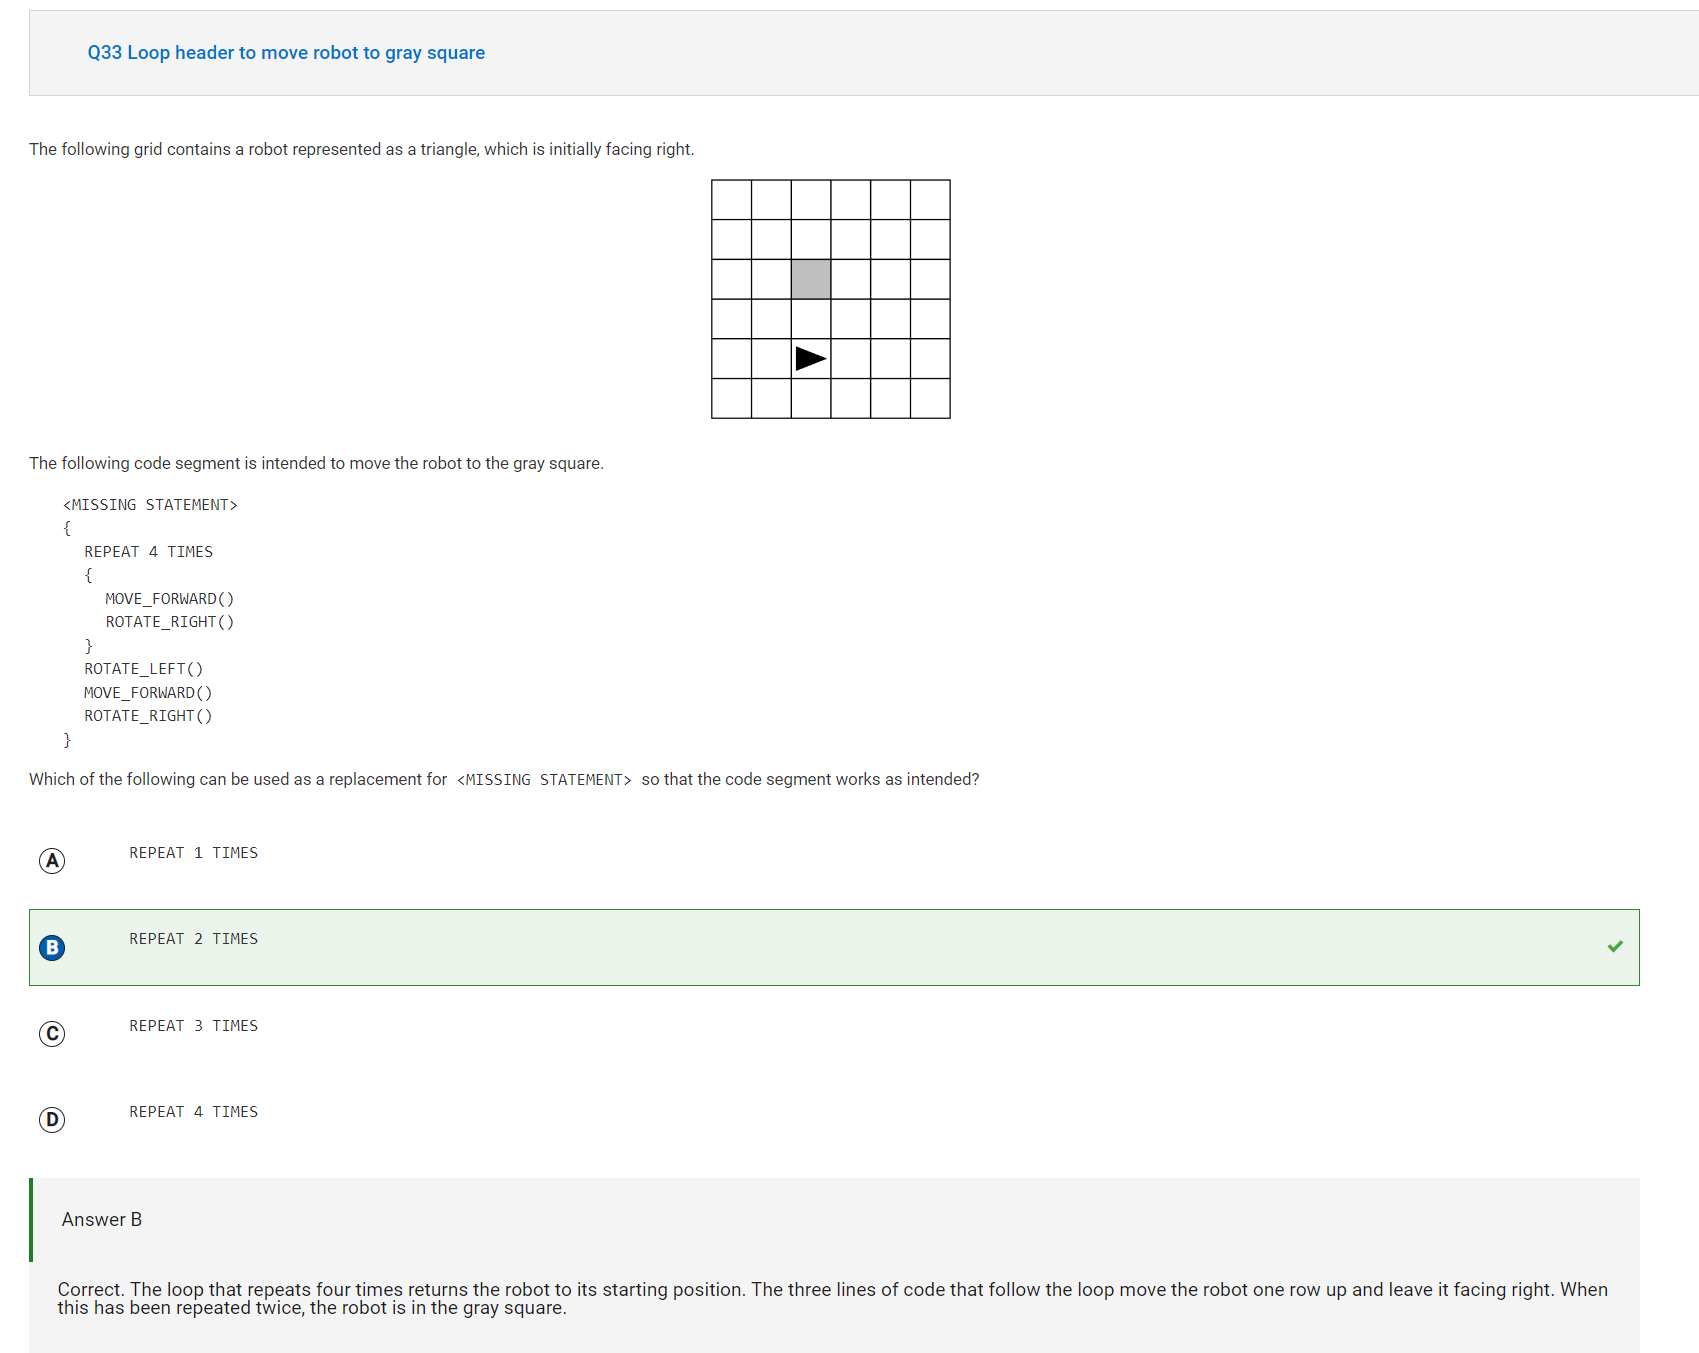 Q33 Loop header to move robot to gray square
The following grid contains a robot represented as a triangle, which is initially facing right.
The following code segment is intended to move the robot to the gray square.
<MISSING STATEMENT>
{
REPEAT 4 TIMES
{
MOVE_FORWARD()
ROTATE_RIGHT()
}
ROTATE_LEFT()
MOVE_FORWARD()
ROTATE_RIGHT()
}
Which of the following can be used as a replacement for <MISSING STATEMENT> so that the code segment works as intended?
A REPEAT 1 TIMES
B REPEAT 2 TIMES
C REPEAT 3 TIMES
D REPEAT 4 TIMES
Answer B
Correct. The loop that repeats four times returns the robot to its starting position. The three lines of code that follow the loop move the robot one row up and leave it facing right. When
this has been repeated twice, the robot is in the gray square.